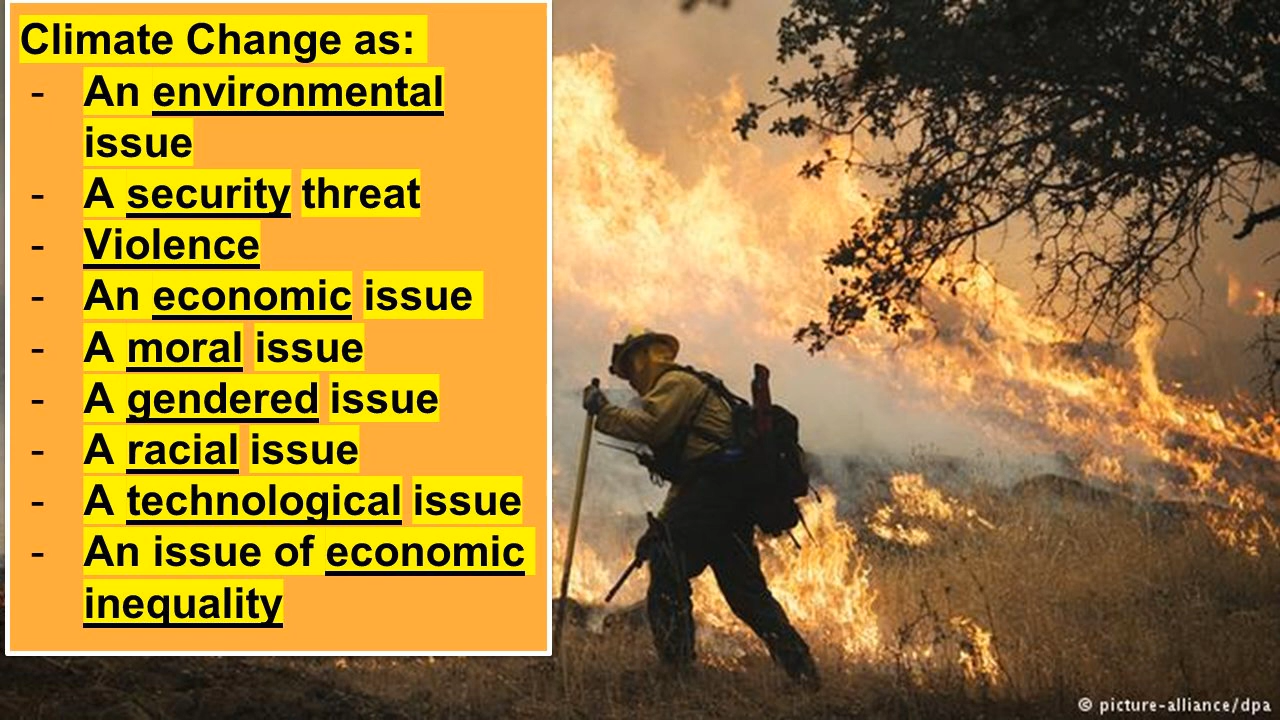 Climate Change as:
- An environmental
issue
- A security threat
- Violence
- An economic issue
- A moral issue
- A gendered issue
- A racial issue
- A technological issue
- An issue of economic
inequality
© picture-alliance/dpa